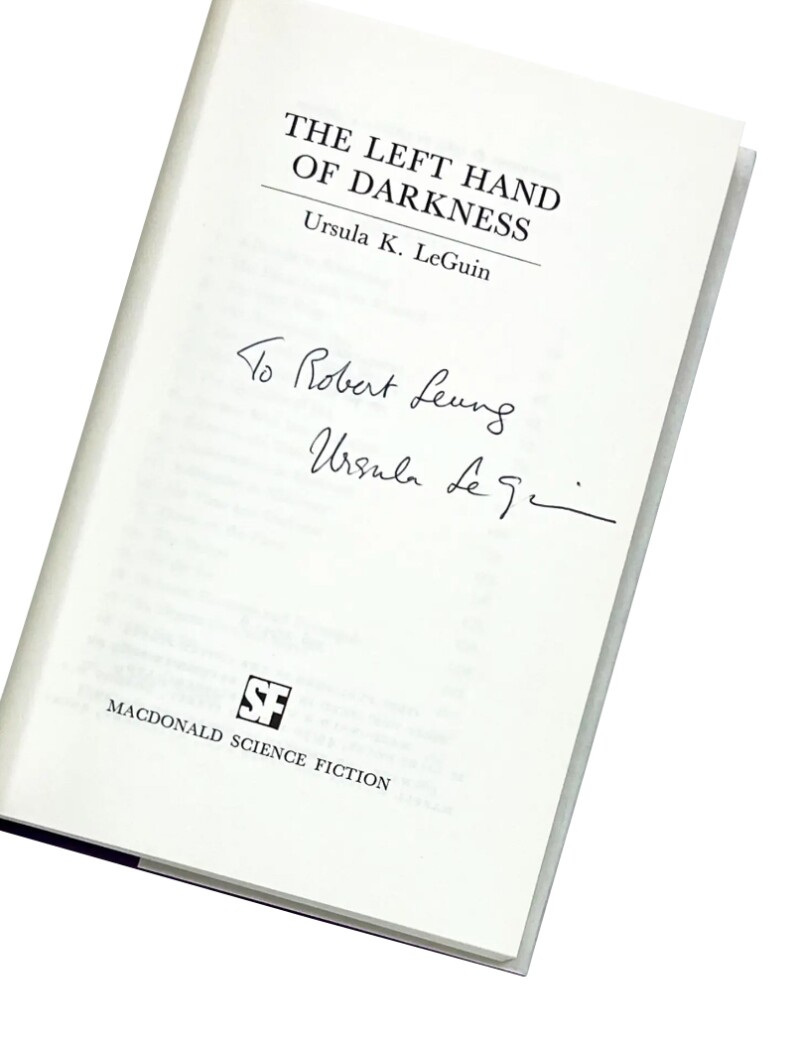 THE LEFT HAND
OF DARKNESS
Ursula K. LeGuin
To Robert Leung
Ursula Le Guin
SF
MACDONALD SCIENCE FICTION